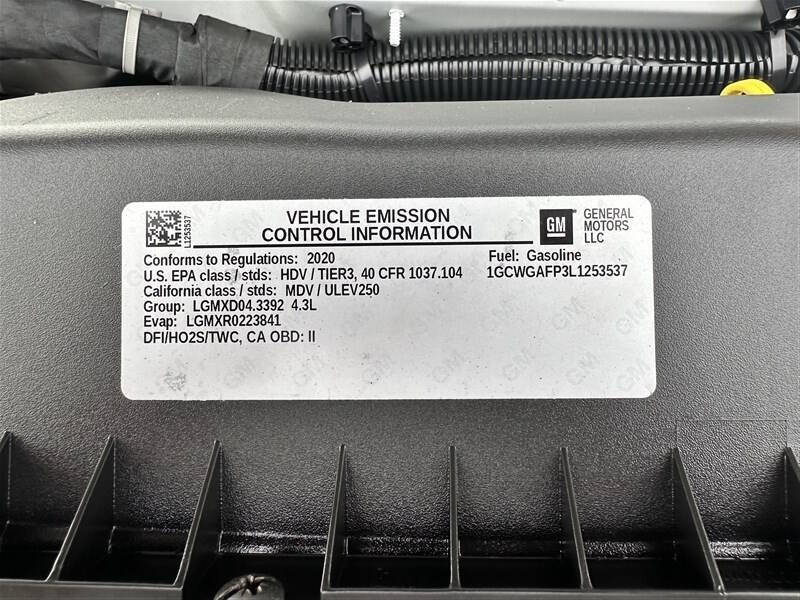 L1253537
VEHICLE EMISSION
CONTROL INFORMATION
GM
GENERAL
MOTORS
LLC
Conforms to Regulations: 2020
Fuel: Gasoline
U.S. EPA class / stds: HDV / TIER3, 40 CFR 1037.104
1GCWGAFP3L1253537
California class / stds: MDV / ULEV250
Group: LGMXD04.3392 4.3L
Evap: LGMXR0223841
DFI/HO2S/TWC, CA OBD: II